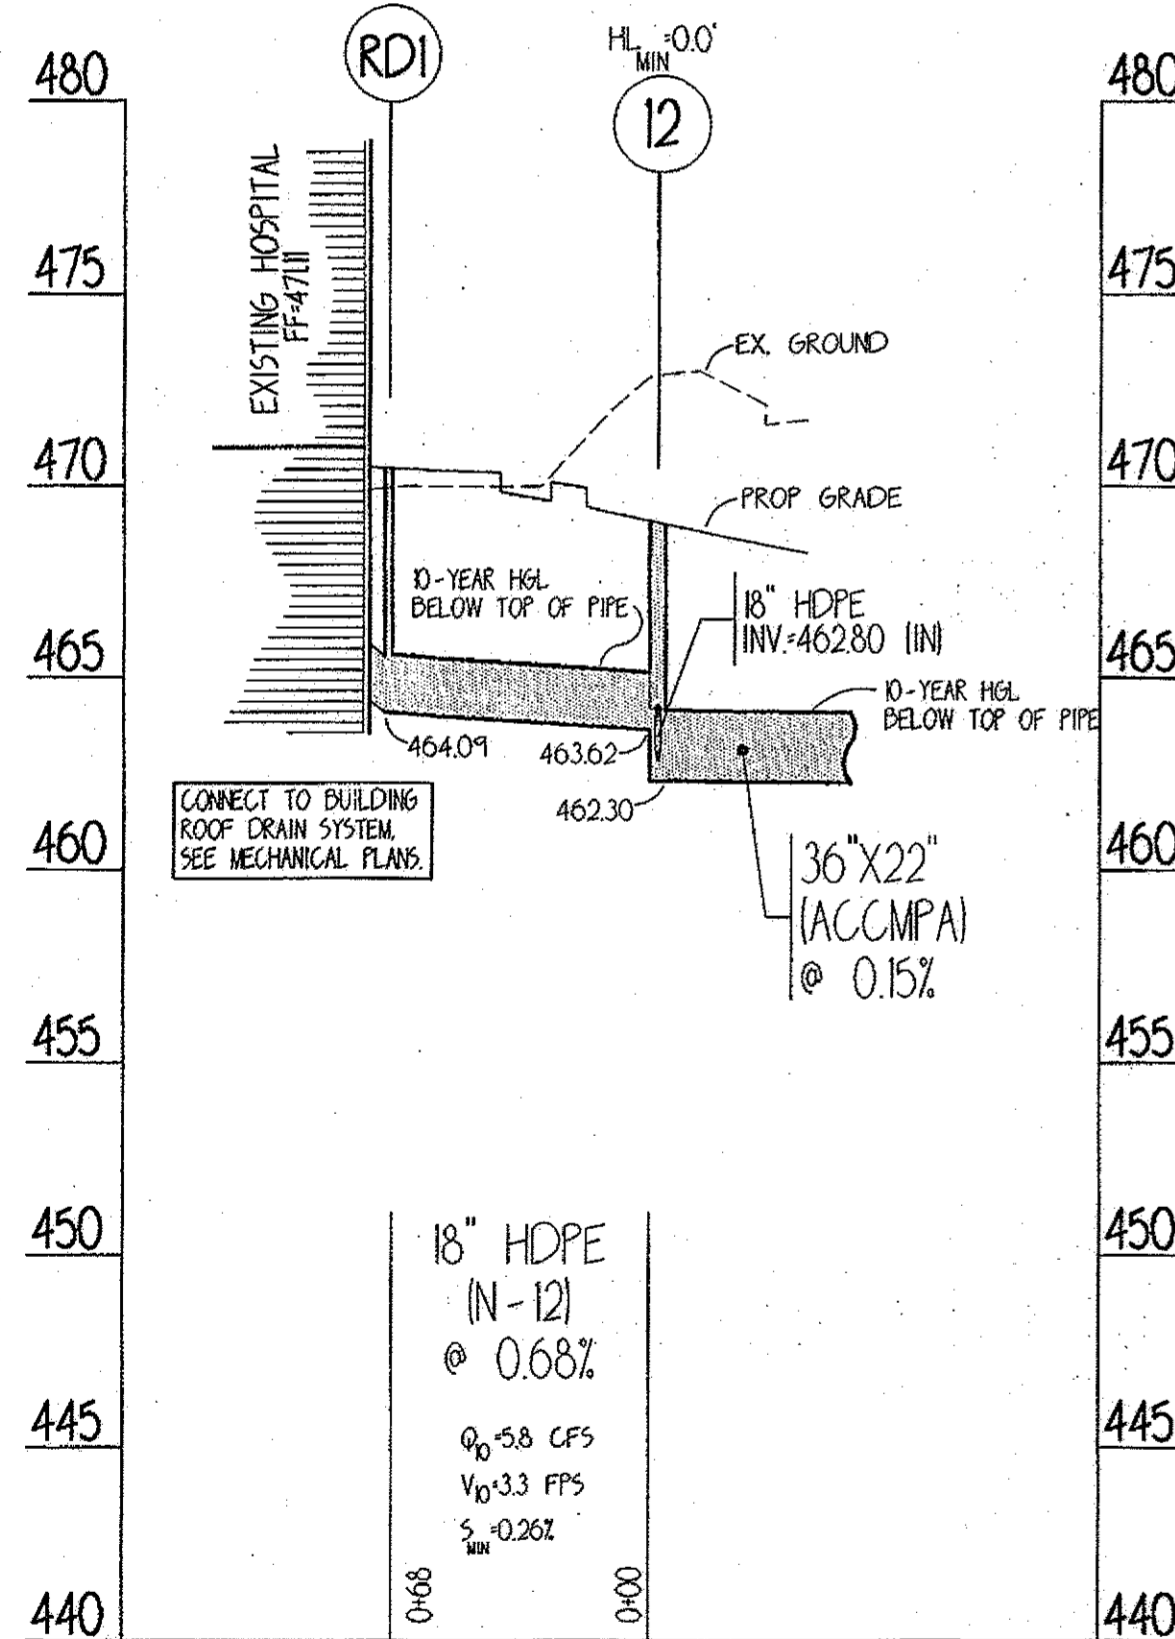 RD1
HL MIN =0.0'
12
480
480
EXISTING HOSPITAL
FF=471.11
475
475
EX. GROUND
470
470
PROP GRADE
10-YEAR HGL
BELOW TOP OF PIPE
18" HDPE
INV.=462.80 (IN)
465
465
10-YEAR HGL
BELOW TOP OF PIPE
464.09
463.62
462.30
CONNECT TO BUILDING
ROOF DRAIN SYSTEM.
SEE MECHANICAL PLANS.
460
460
36"X22"
(ACCMPA)
@ 0.15%
455
455
450
450
18" HDPE
(N-12)
@ 0.68%
445
445
Q10=5.8 CFS
V10=3.3 FPS
S MIN =0.26%
0+68
0+00
440
440